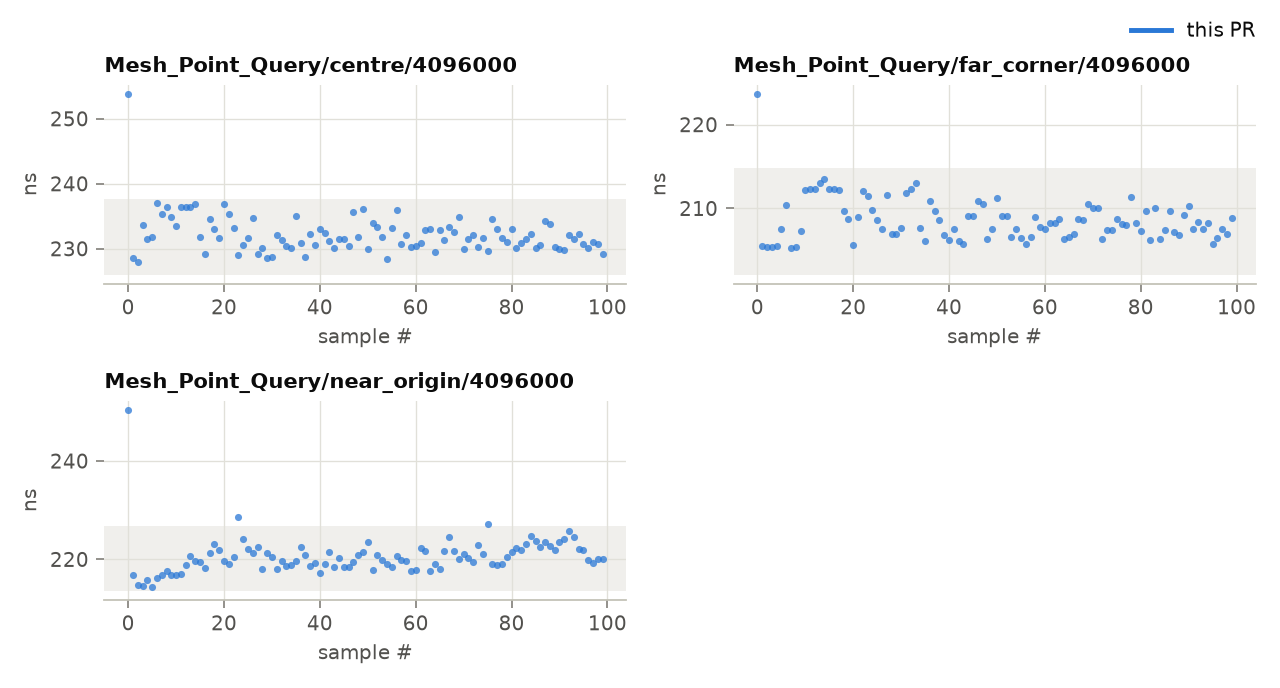 this PR
Mesh_Point_Query/centre/4096000
250
240
230
ns
0 20 40 60 80 100
sample #
Mesh_Point_Query/far_corner/4096000
220
210
ns
0 20 40 60 80 100
sample #
Mesh_Point_Query/near_origin/4096000
240
220
ns
0 20 40 60 80 100
sample #